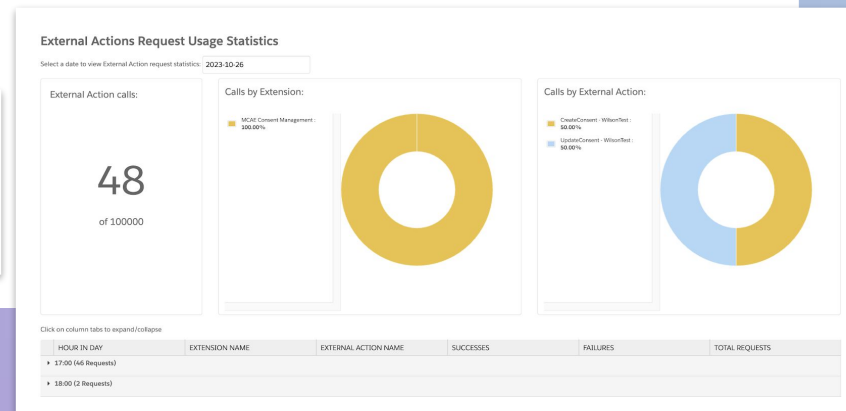 External Actions Request Usage Statistics
Select a date to view External Action request statistics: 2023-10-26
External Action calls:
48
of 100000
Calls by Extension:
MCAE Consent Management :
100.00%
Calls by External Action:
CreateConsent - WilsonTest :
50.00%
UpdateConsent - WilsonTest :
50.00%
Click on column tabs to expand/collapse
HOUR IN DAY EXTENSION NAME EXTERNAL ACTION NAME SUCCESSES FAILURES TOTAL REQUESTS
17:00 (46 Requests)
18:00 (2 Requests)